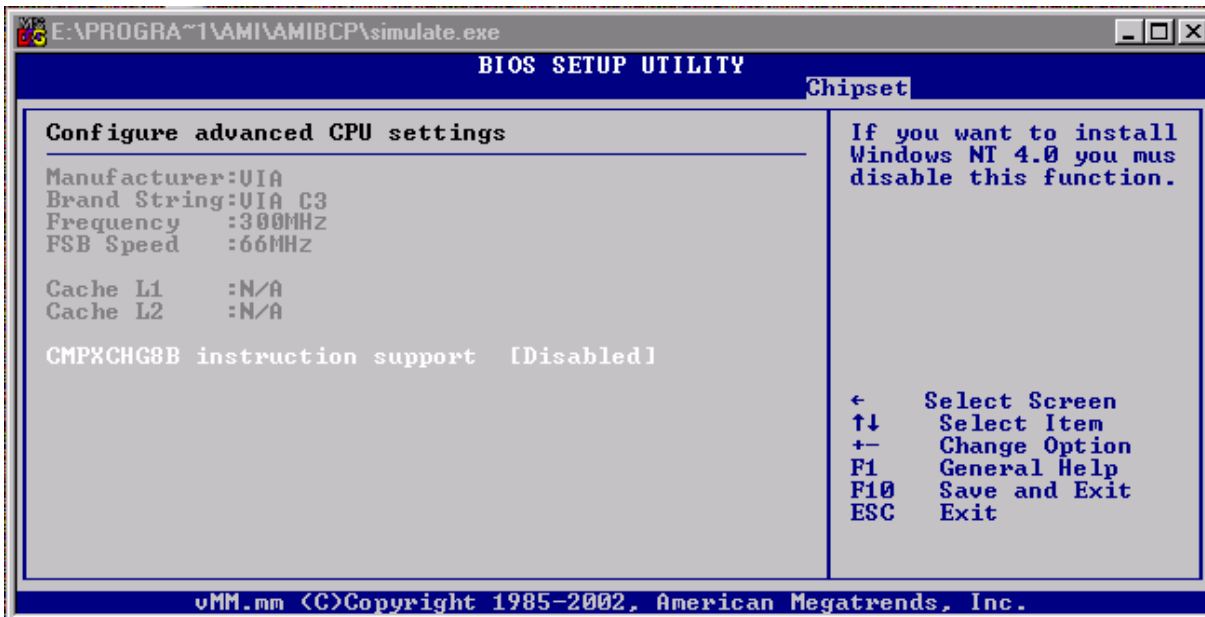 E:\PROGRA~1\AMI\AMIBCP\simulate.exe
BIOS SETUP UTILITY
Chipset
Configure advanced CPU settings
Manufacturer:VIA
Brand String:VIA C3
Frequency :300MHz
FSB Speed :66MHz
Cache L1 :N/A
Cache L2 :N/A
CMPXCHG8B instruction support [Disabled]
If you want to install
Windows NT 4.0 you mus
disable this function.
← Select Screen
↑↓ Select Item
+- Change Option
F1 General Help
F10 Save and Exit
ESC Exit
vMM.mm (C)Copyright 1985-2002, American Megatrends, Inc.